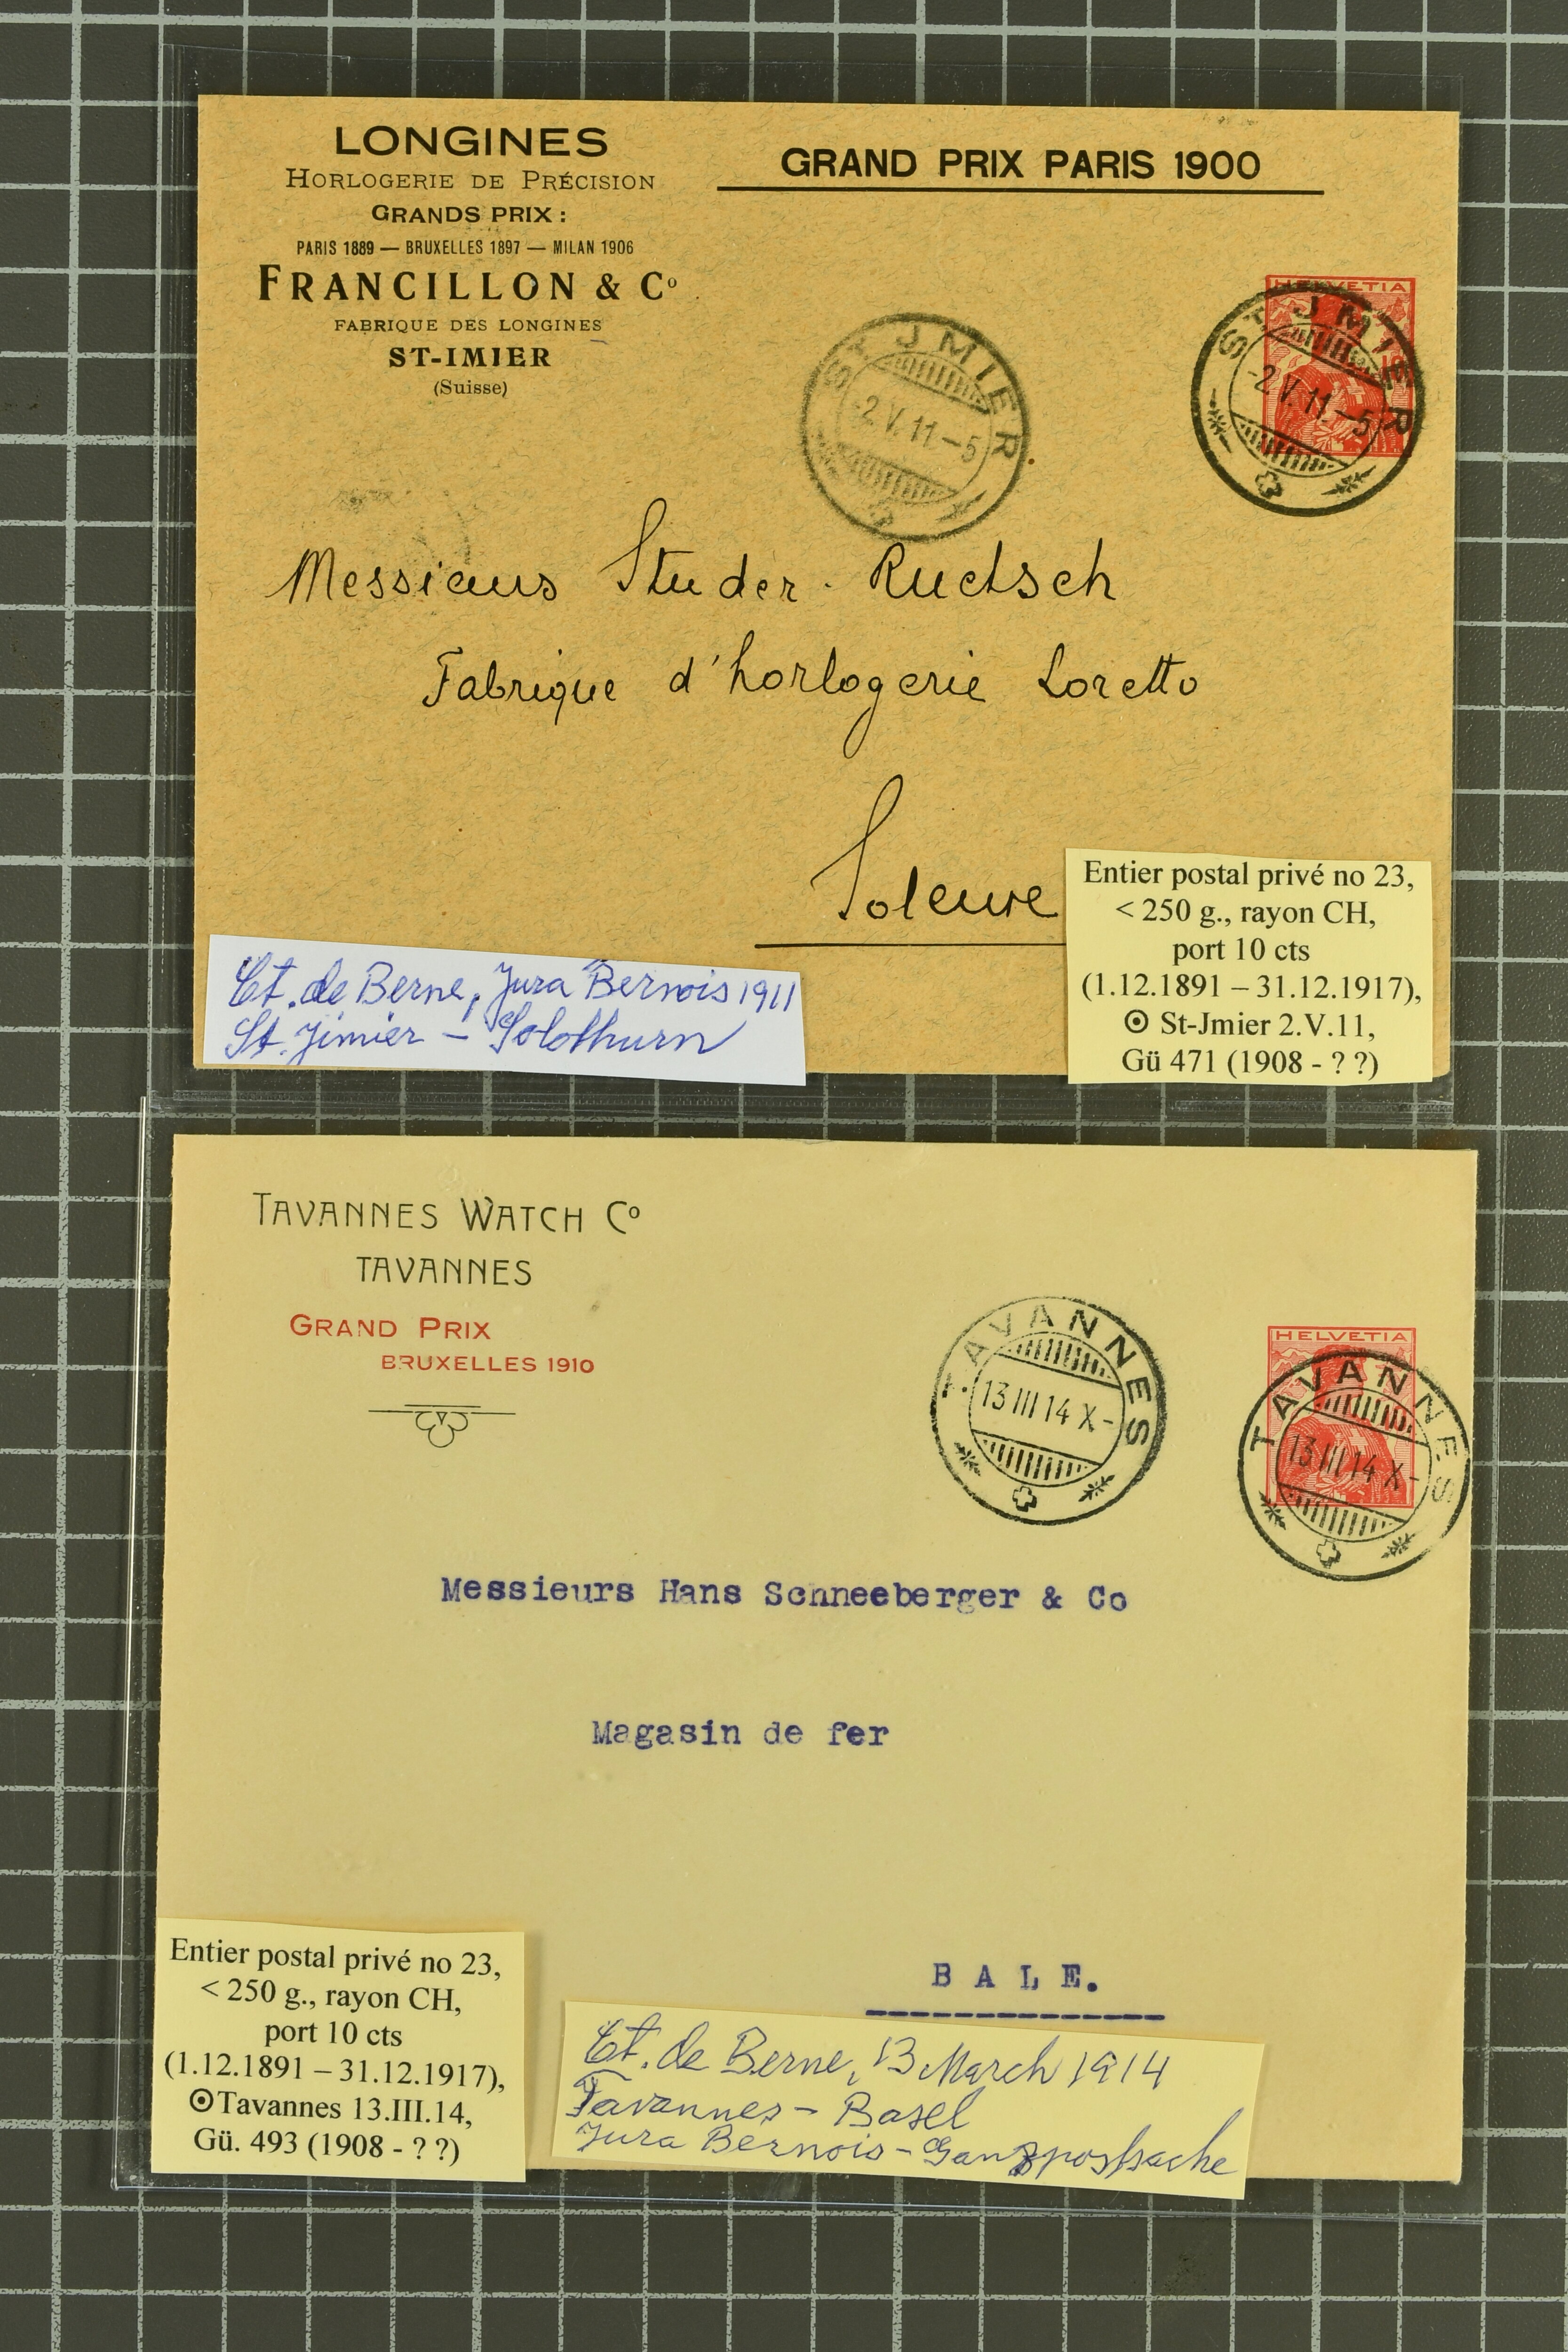 LONGINES
HORLOGERIE DE PRÉCISION
GRANDS PRIX :
PARIS 1889 — BRUXELLES 1897 — MILAN 1906
FRANCILLON & Cº
FABRIQUE DES LONGINES
ST-IMIER
(Suisse)
GRAND PRIX PARIS 1900
HELVETIA
ST JMIER
-2.V.11.-5
ST JMIER
-2.V.11.-5
Messieurs Studer-Ruetsch
Fabrique d'horlogerie Loretto
Soleure
Entier postal privé no 23,
< 250 g., rayon CH,
port 10 cts
(1.12.1891 – 31.12.1917),
⊙ St-Jmier 2.V.11,
Gü 471 (1908 - ? ?)
Ct. de Berne, Jura Bernois 1911
St. Jimier – Solothurn
TAVANNES WATCH Cº
TAVANNES
GRAND PRIX
BRUXELLES 1910
TAVANNES
13 III 14 X-
HELVETIA
TAVANNES
13 III 14 X-
Messieurs Hans Schneeberger & Co
Magasin de fer
BALE.
Entier postal privé no 23,
< 250 g., rayon CH,
port 10 cts
(1.12.1891 – 31.12.1917),
⊙Tavannes 13.III.14,
Gü. 493 (1908 - ? ?)
Ct. de Berne, 13 March 1914
Tavannes – Basel
Jura Bernois – Ganzpostsache